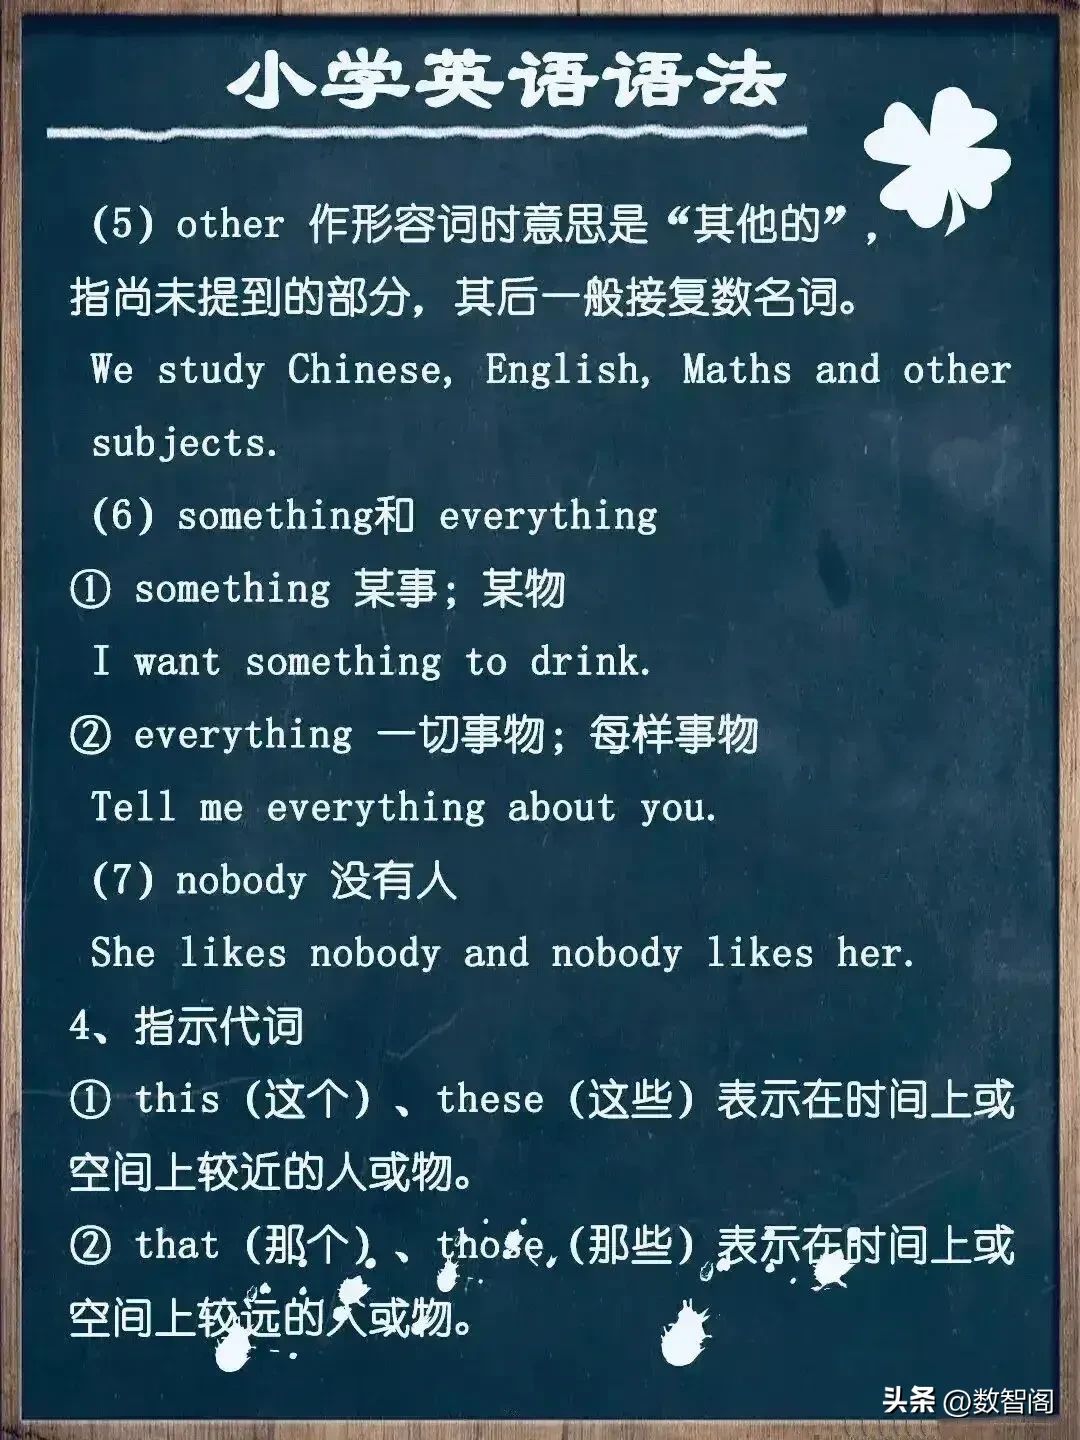 小学英语语法
(5) other 作形容词时意思是“其他的”，
指尚未提到的部分，其后一般接复数名词。
We study Chinese, English, Maths and other
subjects.
(6) something和 everything
① something 某事；某物
I want something to drink.
② everything 一切事物；每样事物
Tell me everything about you.
(7) nobody 没有人
She likes nobody and nobody likes her.
4、指示代词
① this（这个）、these（这些）表示在时间上或
空间上较近的人或物。
② that（那个）、those（那些）表示在时间上或
空间上较远的人或物。
头条 @数智阁